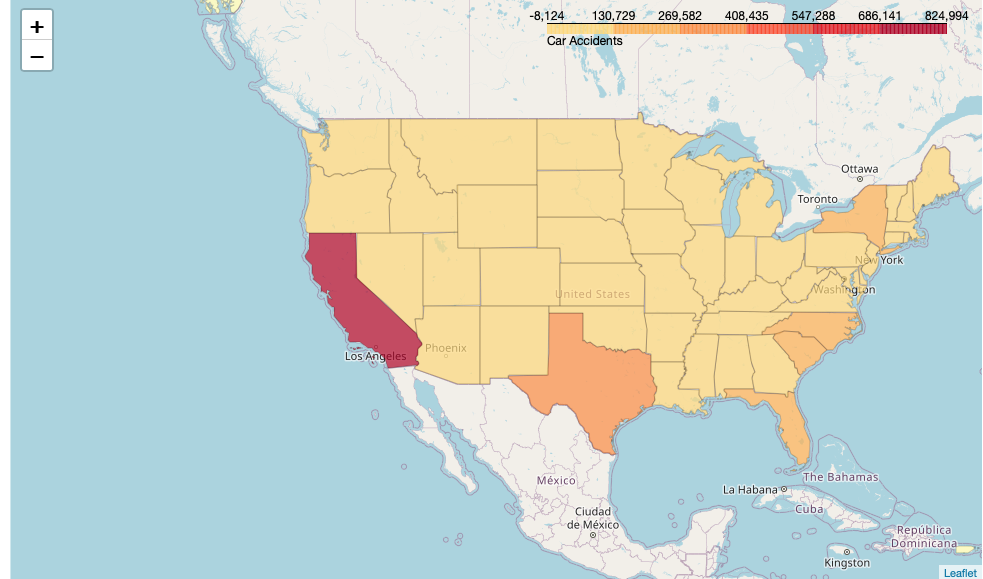 +
−
-8,124 130,729 269,582 408,435 547,288 686,141 824,994
Car Accidents
Ottawa
Toronto
New York
Washington
United States
Phoenix
Los Angeles
The Bahamas
La Habana
Cuba
México
Ciudad
de México
República
Dominicana
Kingston
Leaflet